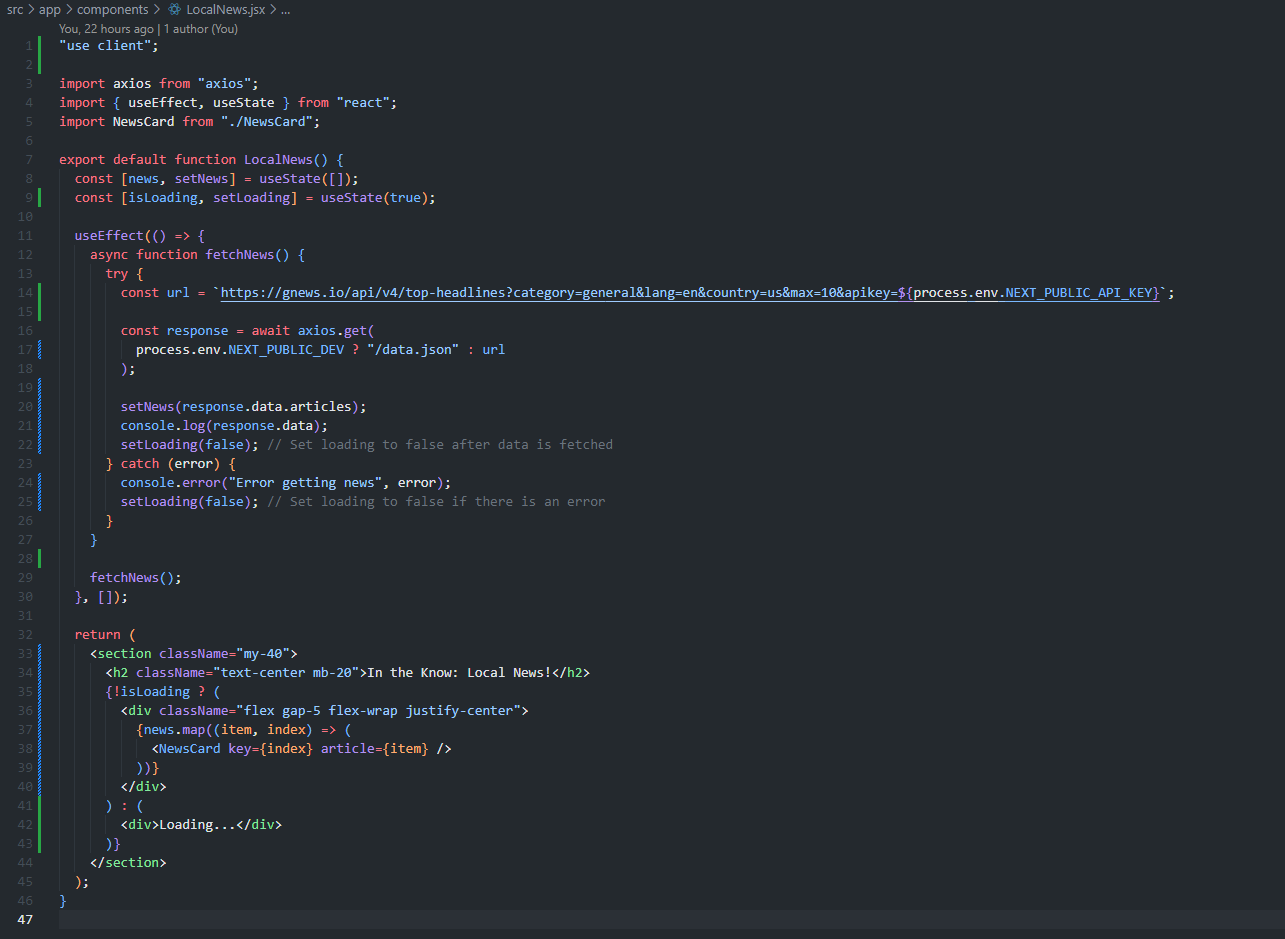 src > app > components > LocalNews.jsx > ...
You, 22 hours ago | 1 author (You)
1 "use client";
2
3 import axios from "axios";
4 import { useEffect, useState } from "react";
5 import NewsCard from "./NewsCard";
6
7 export default function LocalNews() {
8   const [news, setNews] = useState([]);
9   const [isLoading, setLoading] = useState(true);
10
11   useEffect(() => {
12     async function fetchNews() {
13       try {
14         const url = `https://gnews.io/api/v4/top-headlines?category=general&lang=en&country=us&max=10&apikey=${process.env.NEXT_PUBLIC_API_KEY}`;
15
16         const response = await axios.get(
17           process.env.NEXT_PUBLIC_DEV ? "/data.json" : url
18         );
19
20         setNews(response.data.articles);
21         console.log(response.data);
22         setLoading(false); // Set loading to false after data is fetched
23       } catch (error) {
24         console.error("Error getting news", error);
25         setLoading(false); // Set loading to false if there is an error
26       }
27     }
28
29     fetchNews();
30   }, []);
31
32   return (
33     <section className="my-40">
34       <h2 className="text-center mb-20">In the Know: Local News!</h2>
35       {!isLoading ? (
36         <div className="flex gap-5 flex-wrap justify-center">
37           {news.map((item, index) => (
38             <NewsCard key={index} article={item} />
39           ))}
40         </div>
41       ) : (
42         <div>Loading...</div>
43       )}
44     </section>
45   );
46 }
47